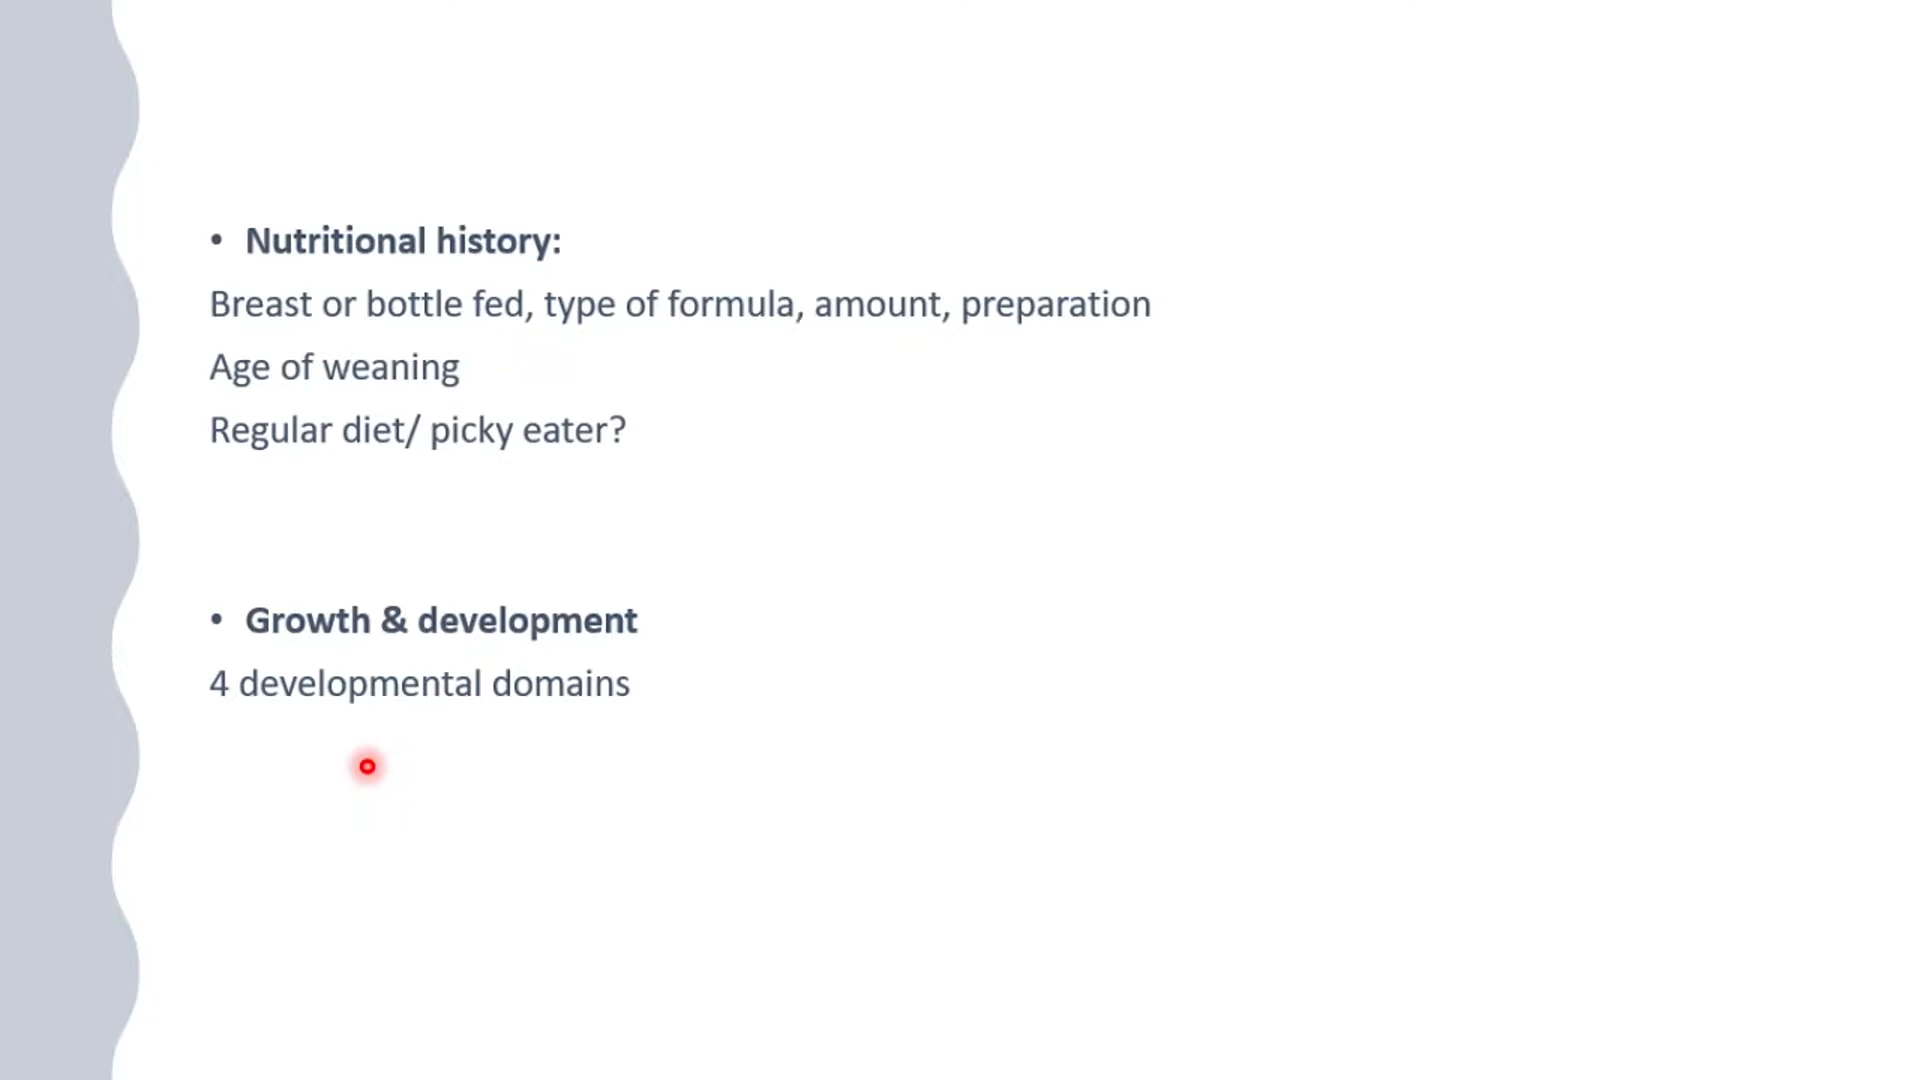 • Nutritional history:
Breast or bottle fed, type of formula, amount, preparation
Age of weaning
Regular diet/ picky eater?
• Growth & development
4 developmental domains